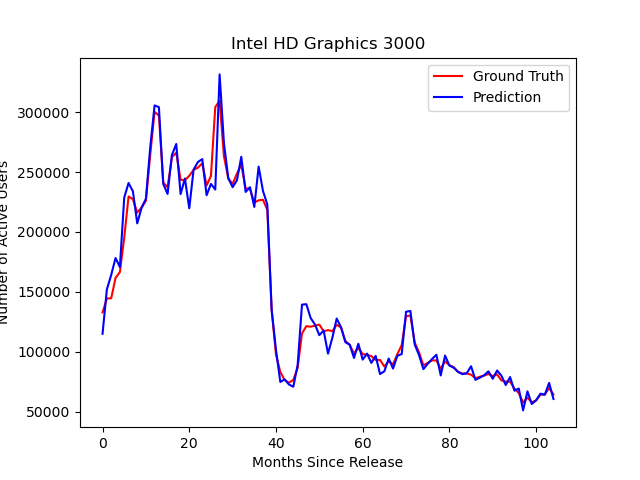 Intel HD Graphics 3000
Ground Truth
Prediction
Number of Active Users
300000
250000
200000
150000
100000
50000
0
20
40
60
80
100
Months Since Release